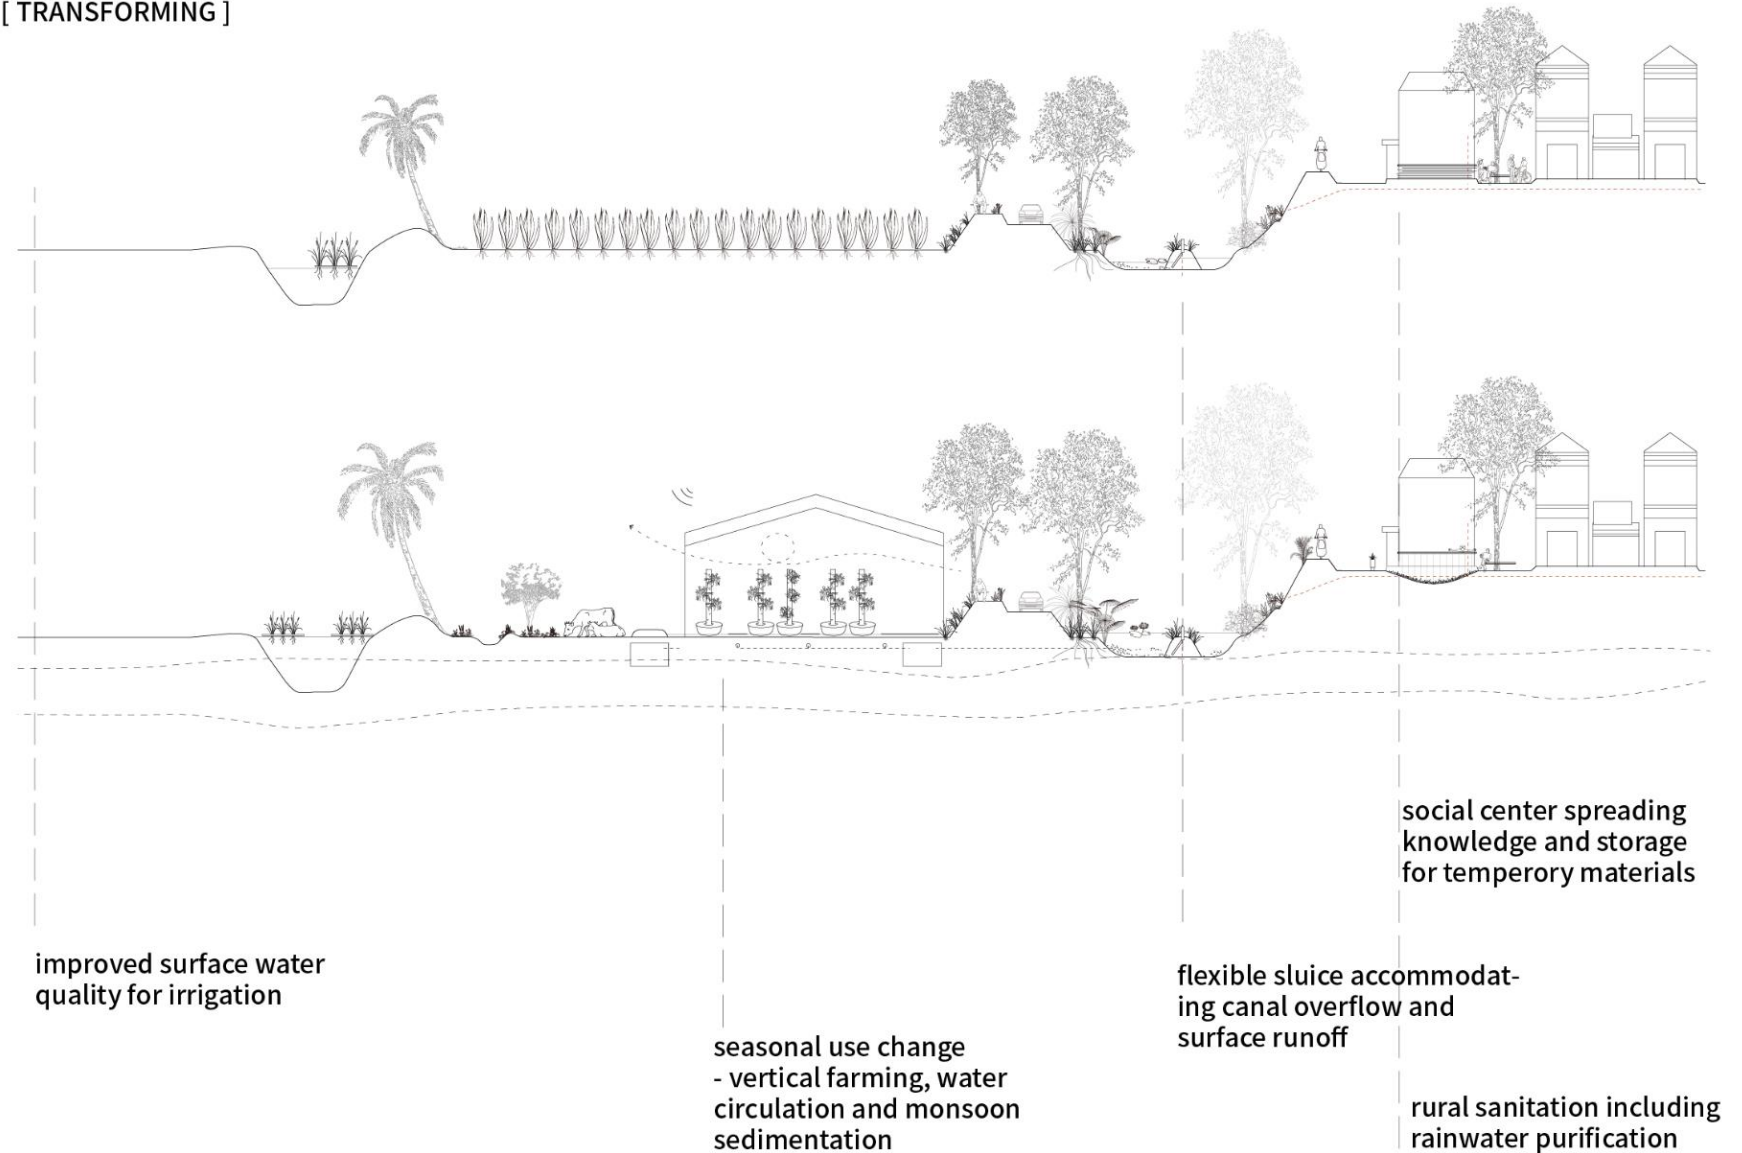 [ TRANSFORMING ]
social center spreading
knowledge and storage
for temperory materials
improved surface water
quality for irrigation
flexible sluice accommodat-
ing canal overflow and
surface runoff
seasonal use change
- vertical farming, water
circulation and monsoon
sedimentation
rural sanitation including
rainwater purification